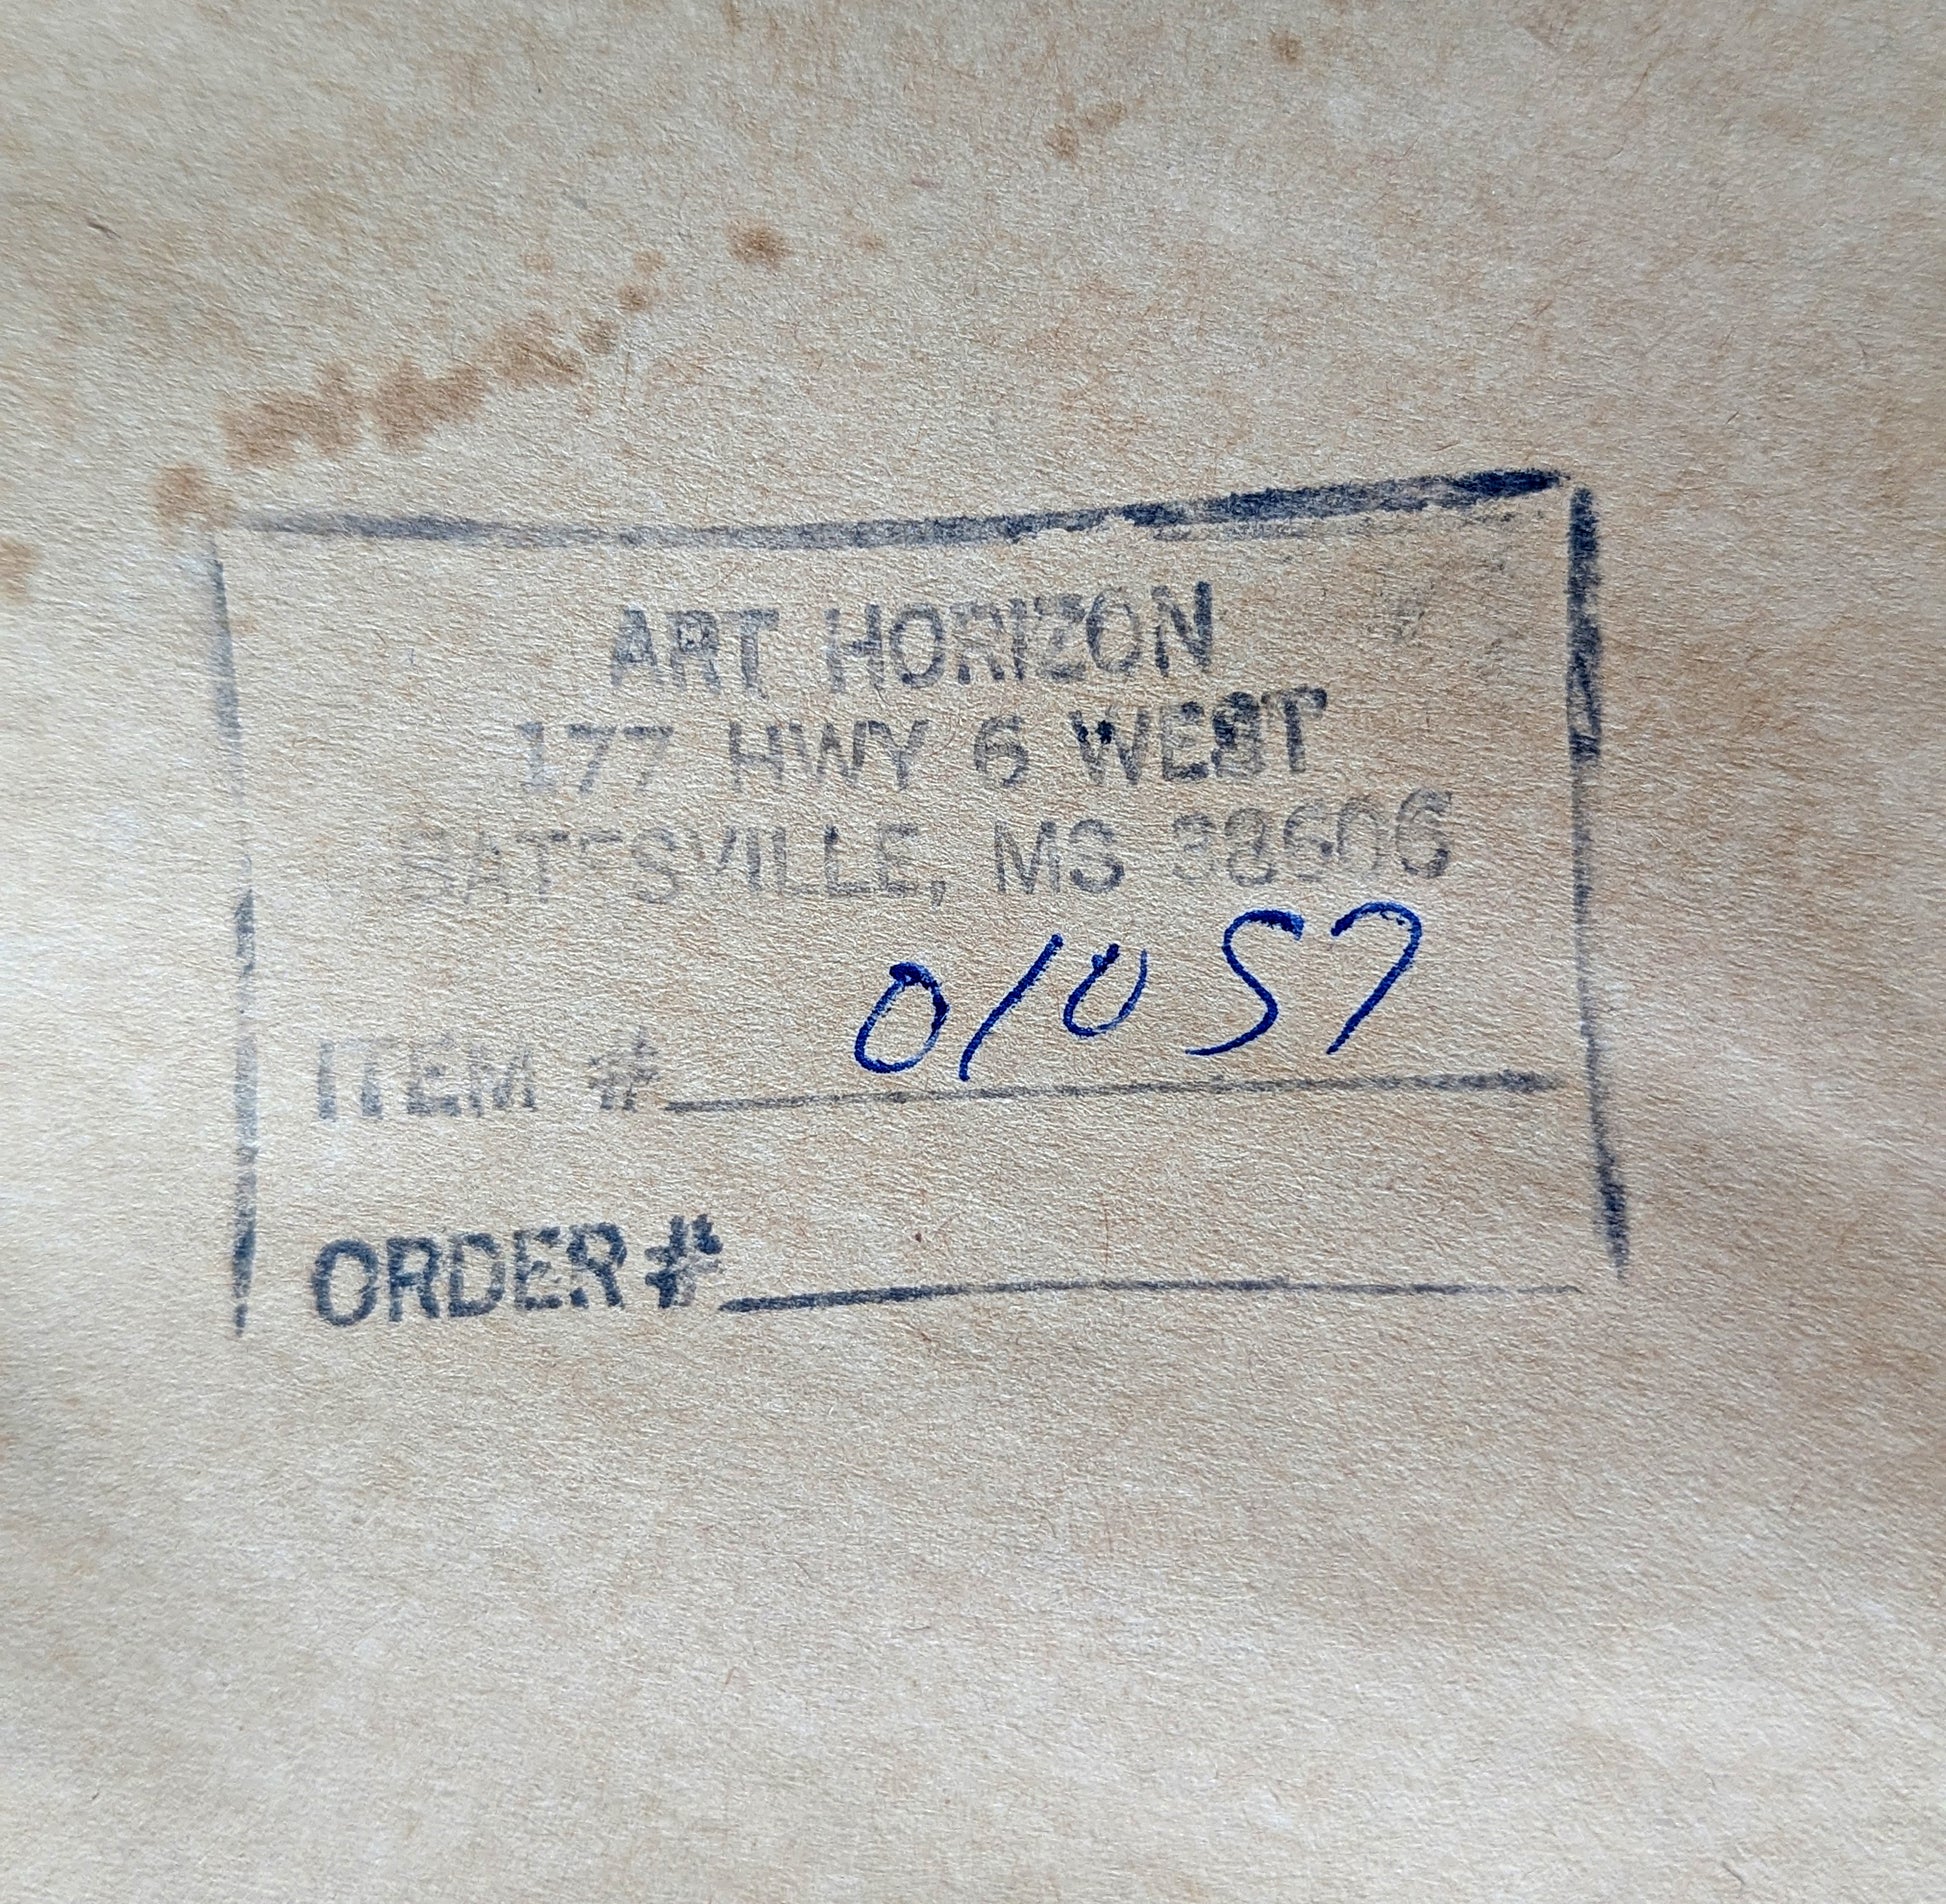 ART HORIZON
177 HWY 6 WEST
BATESVILLE, MS 38606
ITEM # 01057
ORDER #